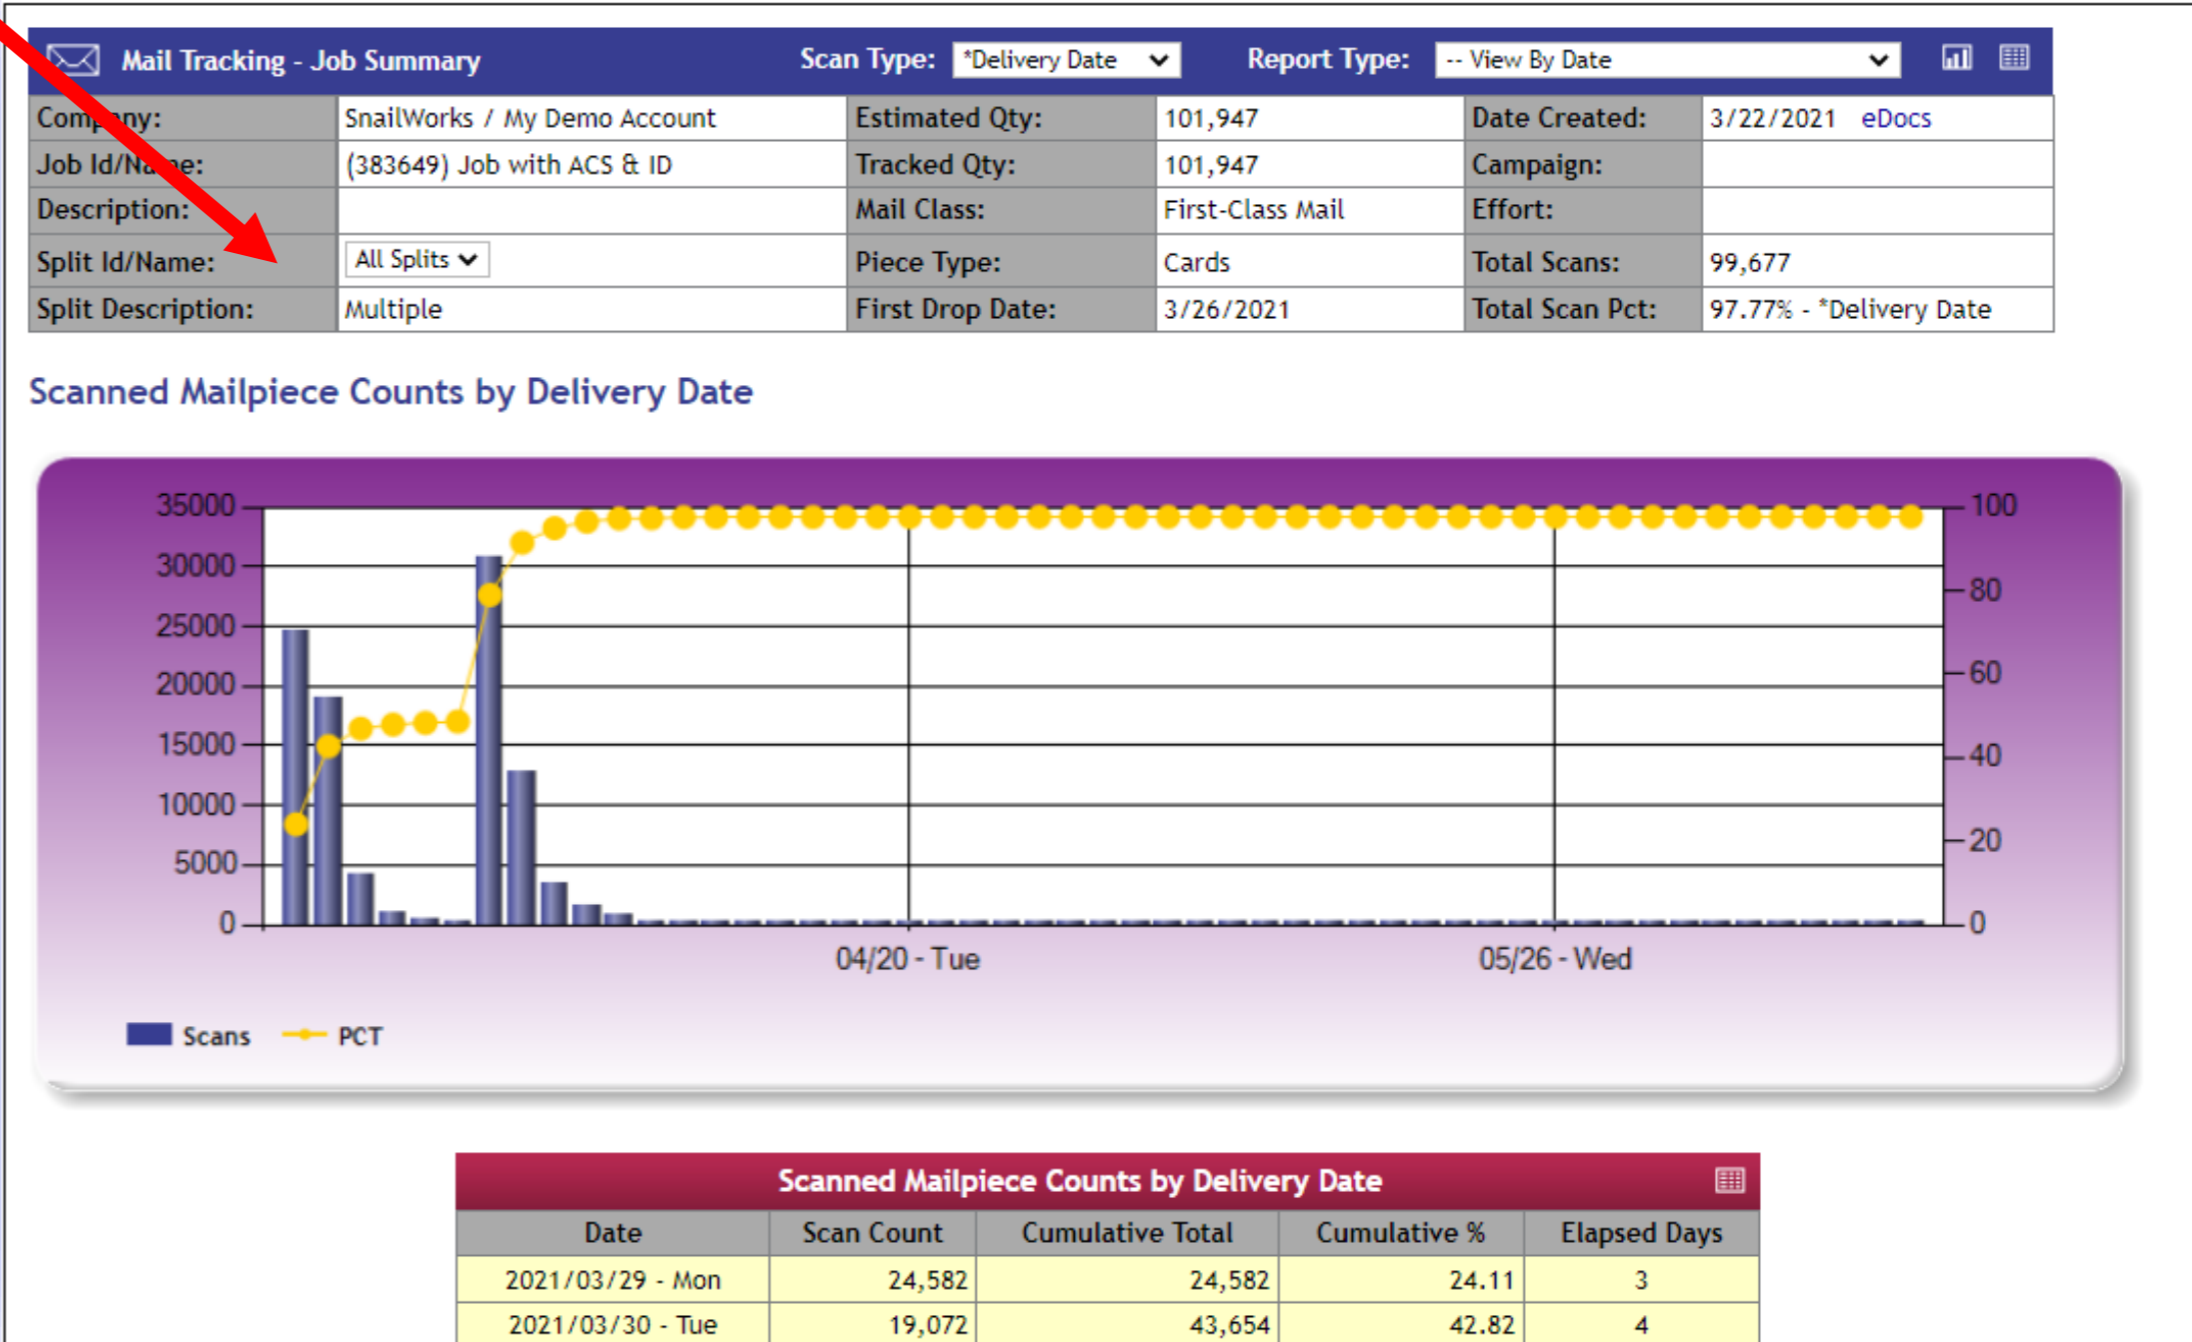 Mail Tracking - Job Summary Scan Type: *Delivery Date Report Type: -- View By Date
Company: SnailWorks / My Demo Account Estimated Qty: 101,947 Date Created: 3/22/2021 eDocs
Job Id/Name: (383649) Job with ACS & ID Tracked Qty: 101,947 Campaign:
Description: Mail Class: First-Class Mail Effort:
Split Id/Name: All Splits Piece Type: Cards Total Scans: 99,677
Split Description: Multiple First Drop Date: 3/26/2021 Total Scan Pct: 97.77% - *Delivery Date
Scanned Mailpiece Counts by Delivery Date
35000 100
30000
80
25000
20000 60
15000
40
10000
20
5000
0 0
04/20 - Tue 05/26 - Wed
Scans PCT
Scanned Mailpiece Counts by Delivery Date
Date Scan Count Cumulative Total Cumulative % Elapsed Days
2021/03/29 - Mon 24,582 24,582 24.11 3
2021/03/30 - Tue 19,072 43,654 42.82 4